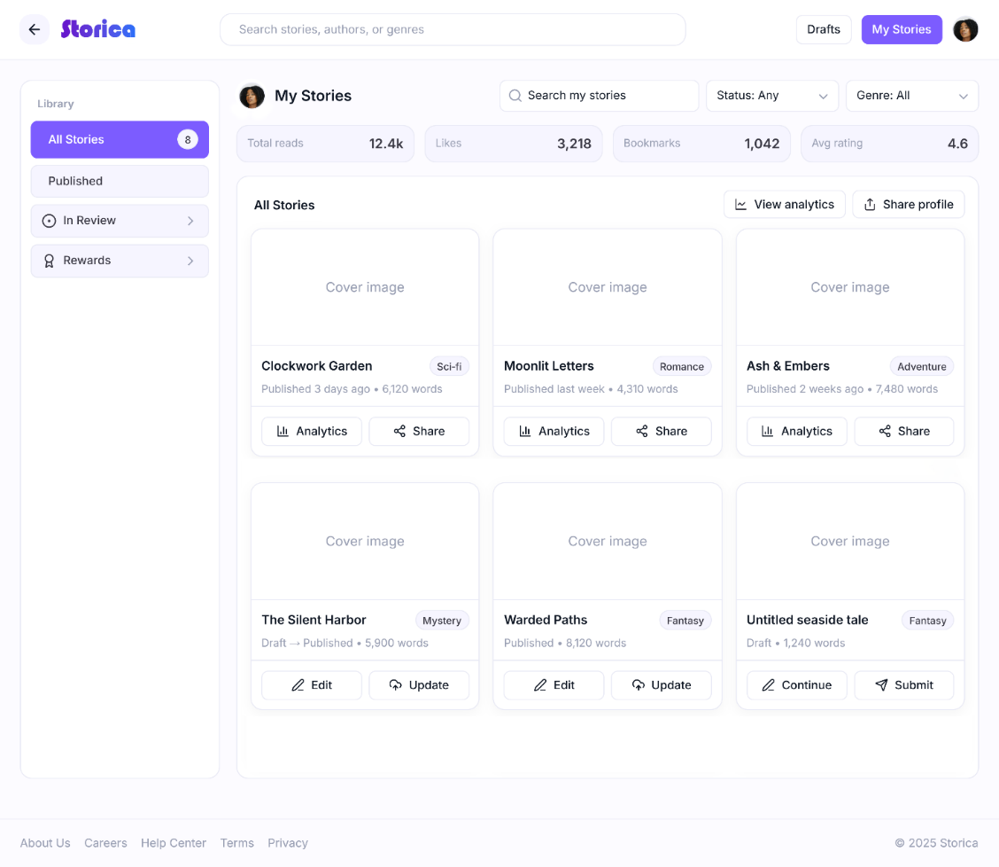 Storica
Search stories, authors, or genres
Drafts
My Stories
Library
All Stories
8
Published
In Review
Rewards
My Stories
Search my stories
Status: Any
Genre: All
Total reads
12.4k
Likes
3,218
Bookmarks
1,042
Avg rating
4.6
All Stories
View analytics
Share profile
Cover image
Clockwork Garden
Sci-fi
Published 3 days ago • 6,120 words
Analytics
Share
Cover image
Moonlit Letters
Romance
Published last week • 4,310 words
Analytics
Share
Cover image
Ash & Embers
Adventure
Published 2 weeks ago • 7,480 words
Analytics
Share
Cover image
The Silent Harbor
Mystery
Draft → Published • 5,900 words
Edit
Update
Cover image
Warded Paths
Fantasy
Published • 8,120 words
Edit
Update
Cover image
Untitled seaside tale
Fantasy
Draft • 1,240 words
Continue
Submit
About Us
Careers
Help Center
Terms
Privacy
© 2025 Storica